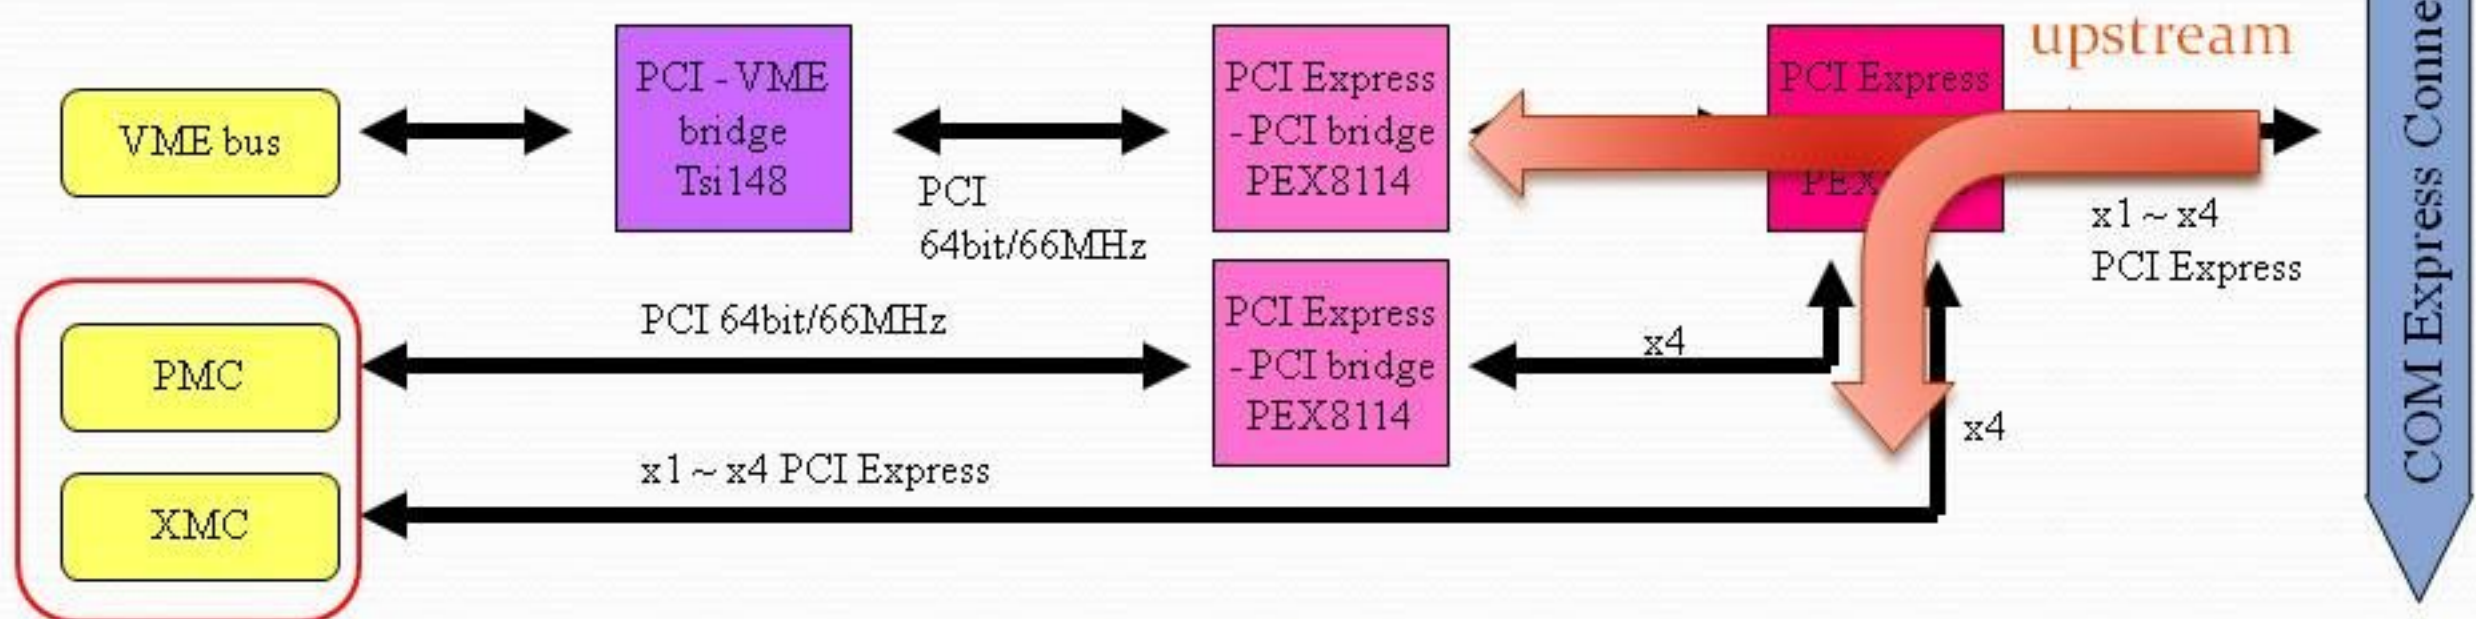 upstream
PCI - VME
bridge
Tsi148
PCI Express
- PCI bridge
PEX8114
PCI Express
VME bus
PCI
64bit/66MHz
x1 ~ x4
PCI Express
PCI 64bit/66MHz
PCI Express
- PCI bridge
PEX8114
x4
PMC
x4
x1 ~ x4 PCI Express
XMC
COM Express